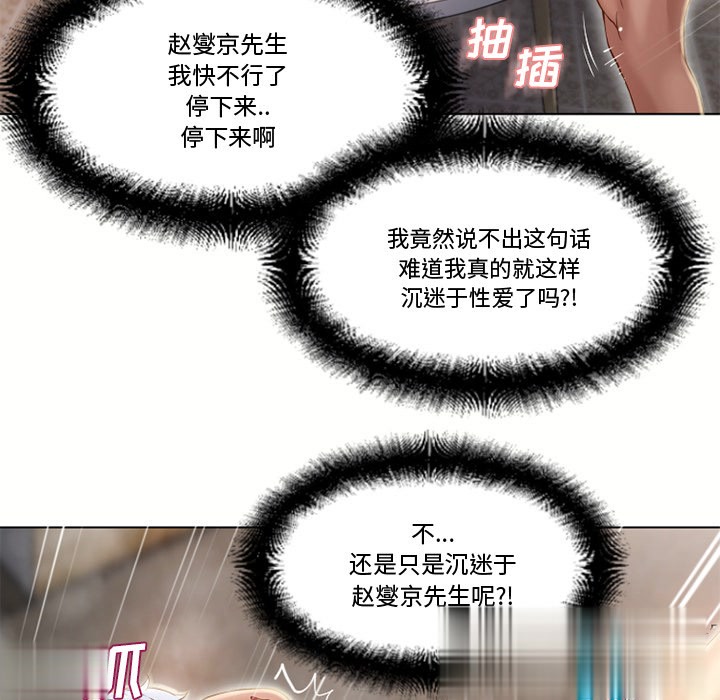 赵燮京先生
我快不行了
停下来..
停下来啊
抽插
我竟然说不出这句话
难道我真的就这样
沉迷于性爱了吗?!
不...
还是只是沉迷于
赵燮京先生呢?!